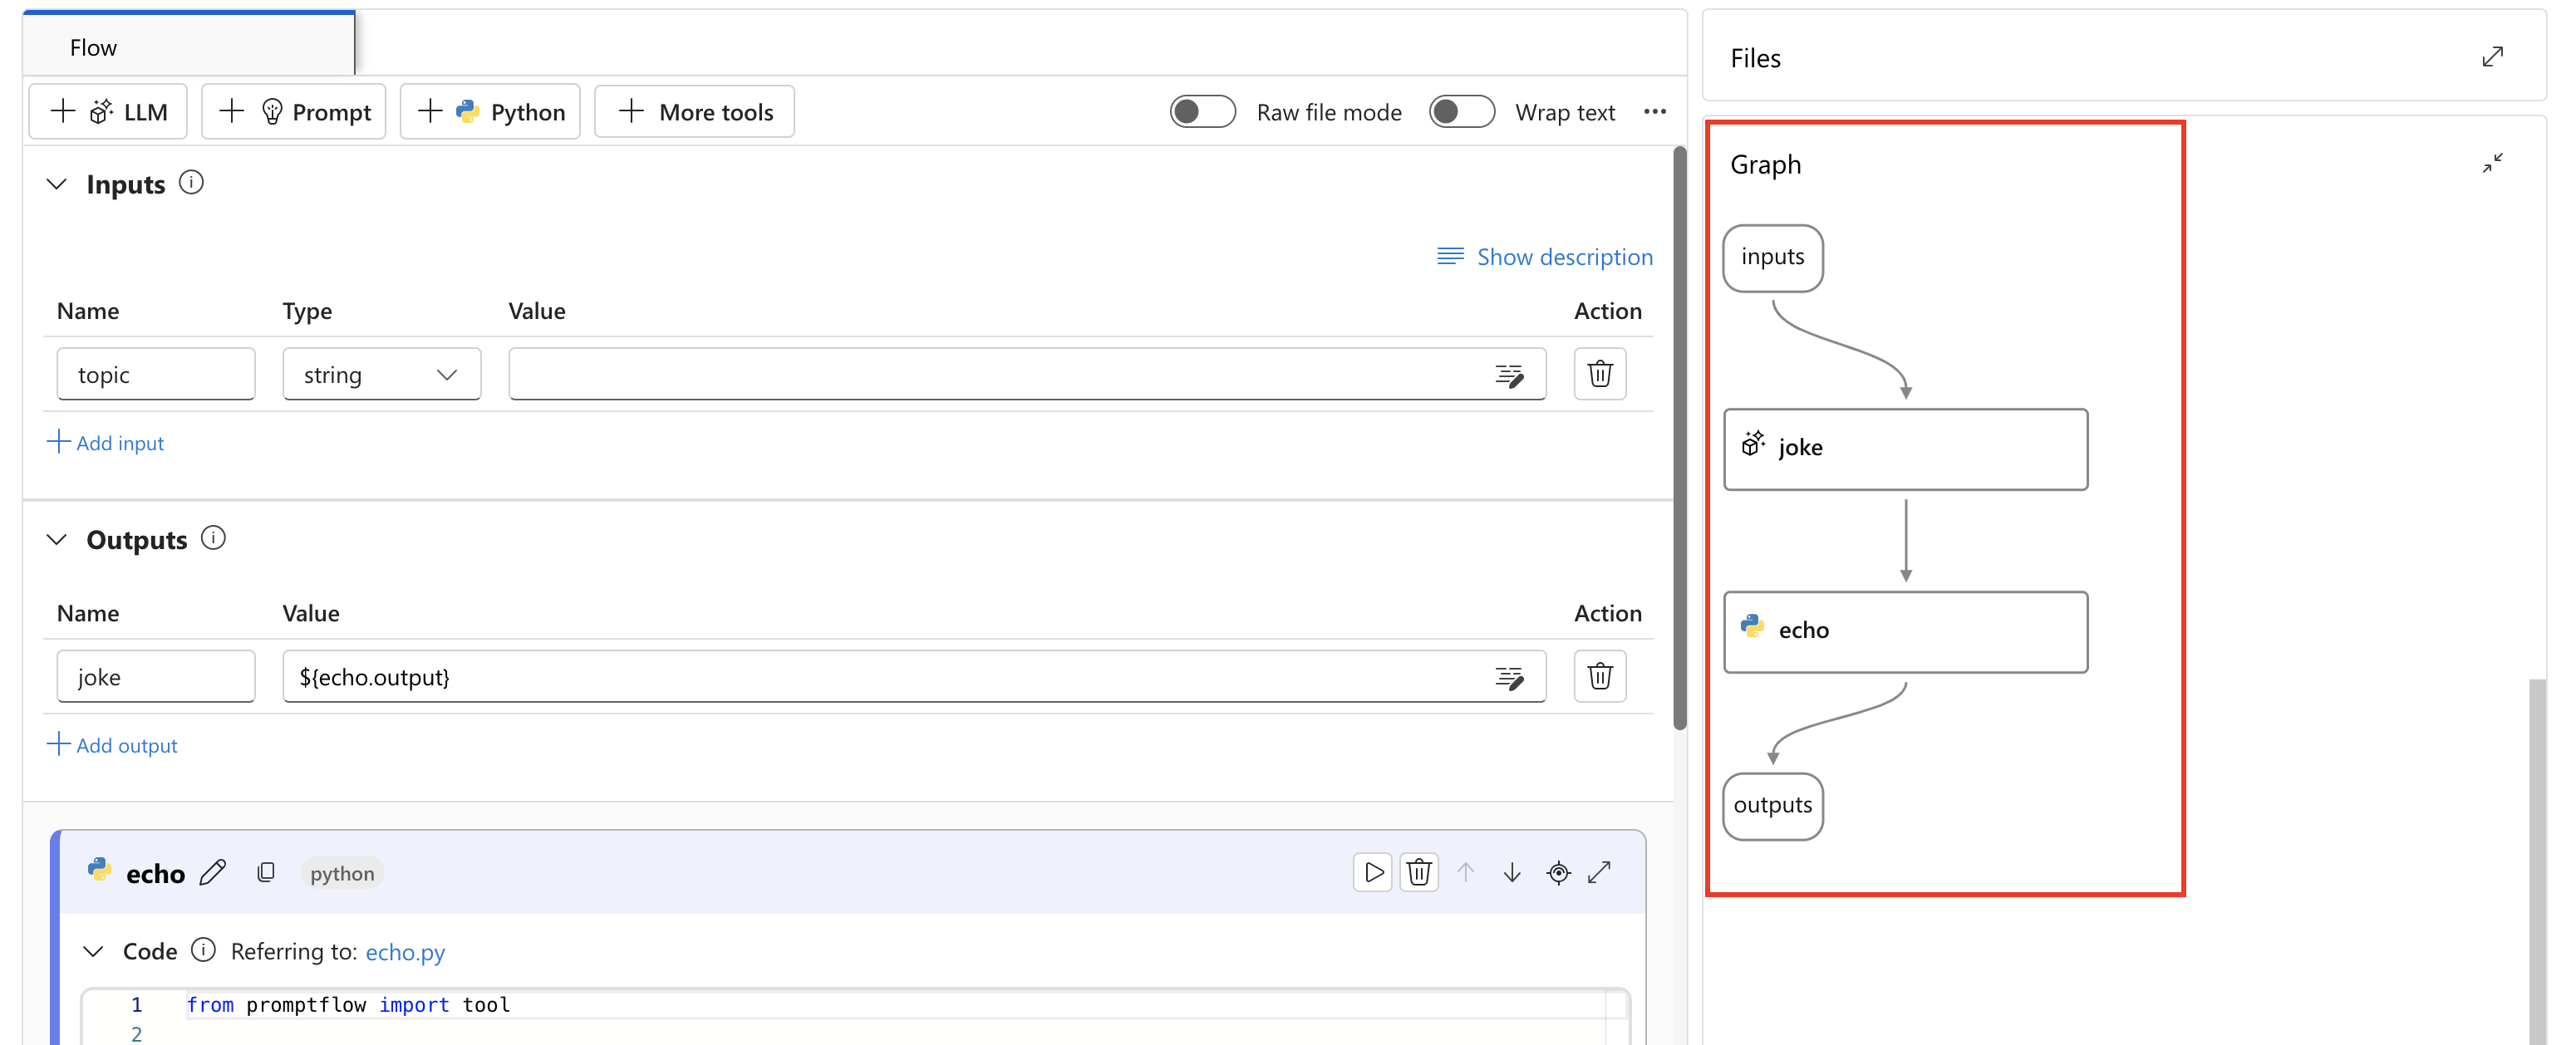 Flow
LLM
Prompt
Python
More tools
Raw file mode
Wrap text
Inputs
Show description
Name Type Value Action
topic string
Add input
Outputs
Name Value Action
joke ${echo.output}
Add output
echo python
Code Referring to: echo.py
1 from promptflow import tool
2
Files
Graph
inputs
joke
echo
outputs